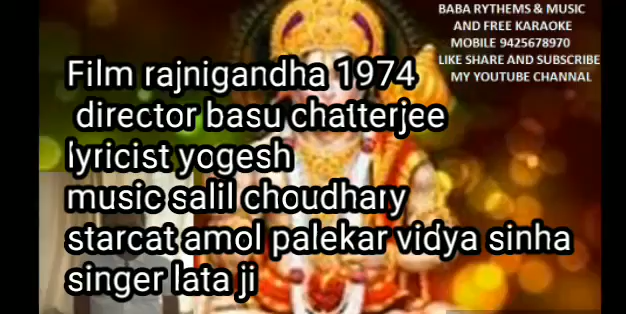 BABA RYTHEMS & MUSIC
AND FREE KARAOKE
MOBILE 9425678970
LIKE SHARE AND SUBSCRIBE
MY YOUTUBE CHANNAL
Film rajnigandha 1974
director basu chatterjee
lyricist yogesh
music salil choudhary
starcat amol palekar vidya sinha
singer lata ji